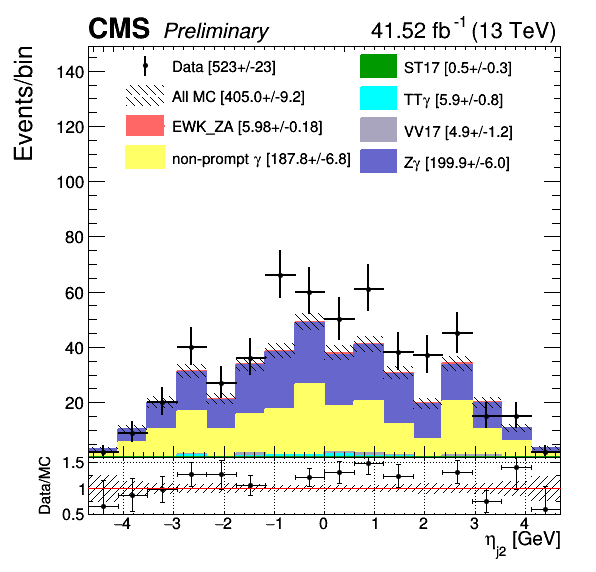 CMS Preliminary 41.52 fb⁻¹ (13 TeV)
Events/bin
140
120
100
80
60
40
20
Data [523+/-23]
All MC [405.0+/-9.2]
EWK_ZA [5.98+/-0.18]
non-prompt γ [187.8+/-6.8]
ST17 [0.5+/-0.3]
TTγ [5.9+/-0.8]
VV17 [4.9+/-1.2]
Zγ [199.9+/-6.0]
Data/MC
1.5
1
0.5
−4 −3 −2 −1 0 1 2 3 4
η_{j2} [GeV]